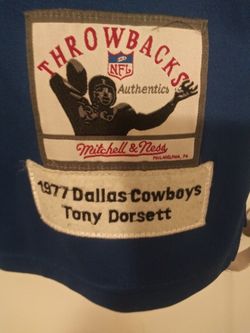 THROWBACKS
NFL
Authentics
Mitchell & Ness
PHILADELPHIA, PA
1977 Dallas Cowboys
Tony Dorsett